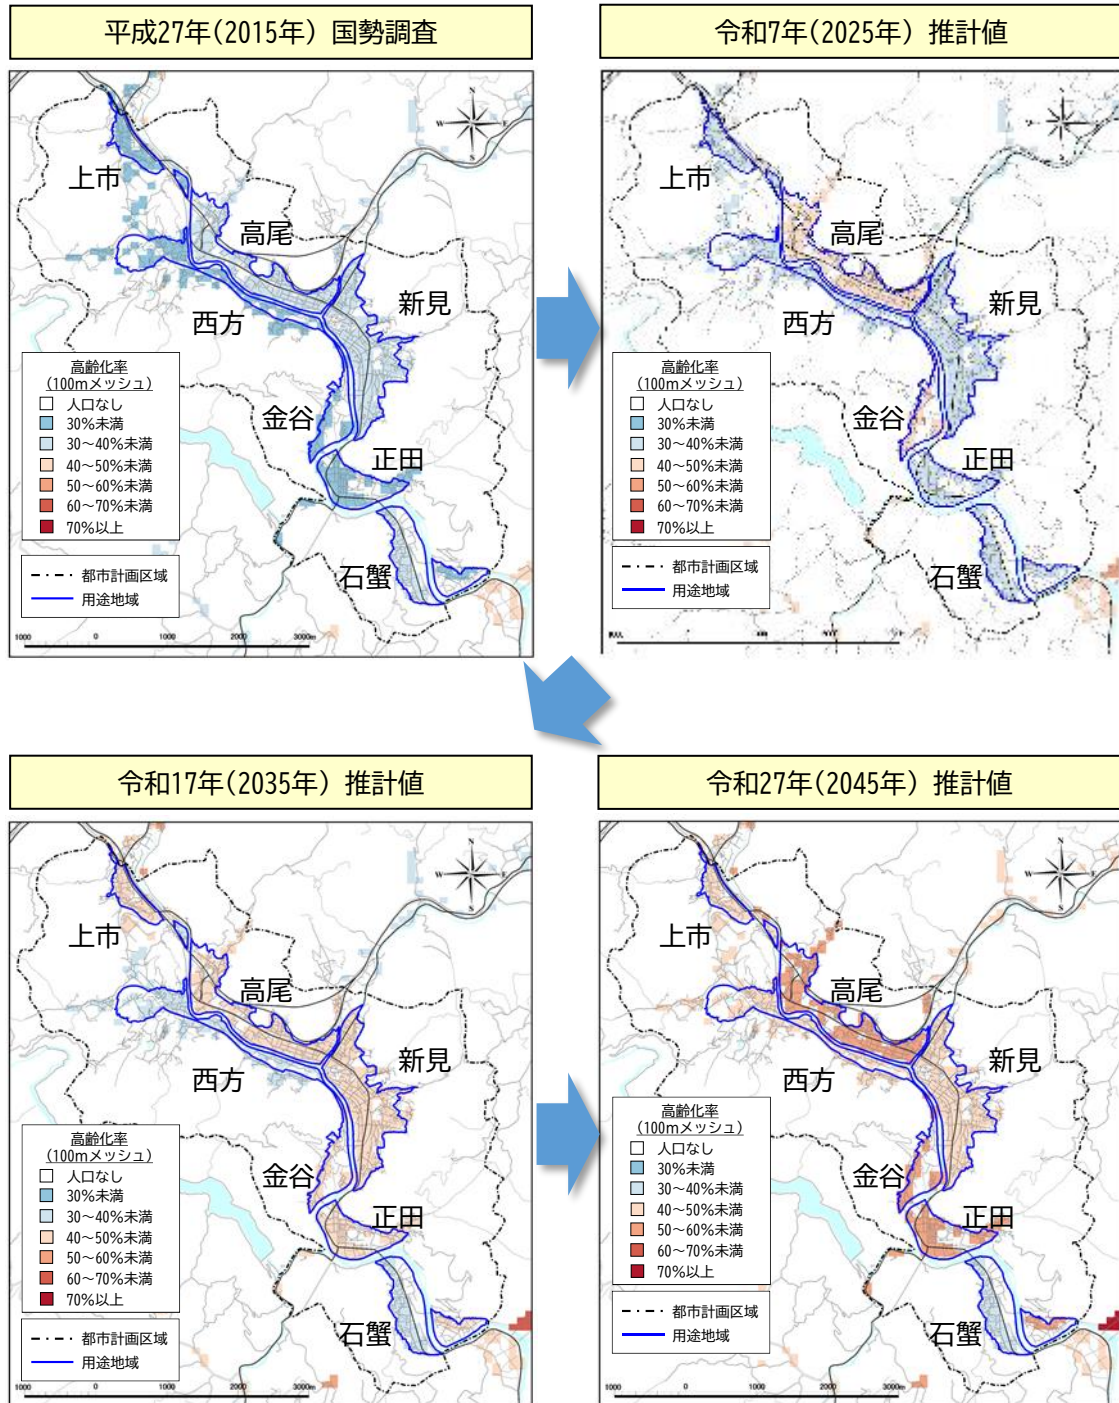 平成27年(2015年) 国勢調査
令和7年(2025年) 推計値
N
W
E
S
上市
高尾
新見
西方
金谷
正田
石蟹
高齢化率
(100mメッシュ)
人口なし
30%未満
30～40%未満
40～50%未満
50～60%未満
60～70%未満
70%以上
都市計画区域
用途地域
1000
0
1000
2000
3000m
N
W
E
S
上市
高尾
新見
西方
金谷
正田
石蟹
高齢化率
(100mメッシュ)
人口なし
30%未満
30～40%未満
40～50%未満
50～60%未満
60～70%未満
70%以上
都市計画区域
用途地域
令和17年(2035年) 推計値
令和27年(2045年) 推計値
N
W
E
S
上市
高尾
新見
西方
金谷
正田
石蟹
高齢化率
(100mメッシュ)
人口なし
30%未満
30～40%未満
40～50%未満
50～60%未満
60～70%未満
70%以上
都市計画区域
用途地域
1000
0
1000
2000
3000m
N
W
E
S
上市
高尾
新見
西方
金谷
正田
石蟹
高齢化率
(100mメッシュ)
人口なし
30%未満
30～40%未満
40～50%未満
50～60%未満
60～70%未満
70%以上
都市計画区域
用途地域
1000
0
1000
2000
3000m